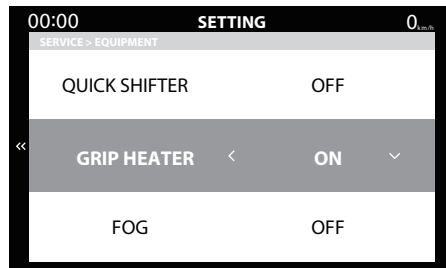 00:00 SETTING 0km/h
SERVICE > EQUIPMENT
QUICK SHIFTER OFF
« GRIP HEATER < ON
FOG OFF